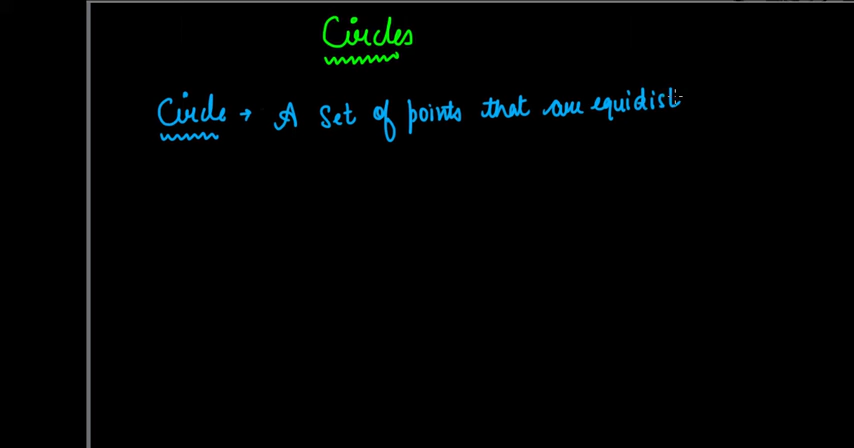 Circles
Circle → A set of points that are equidist